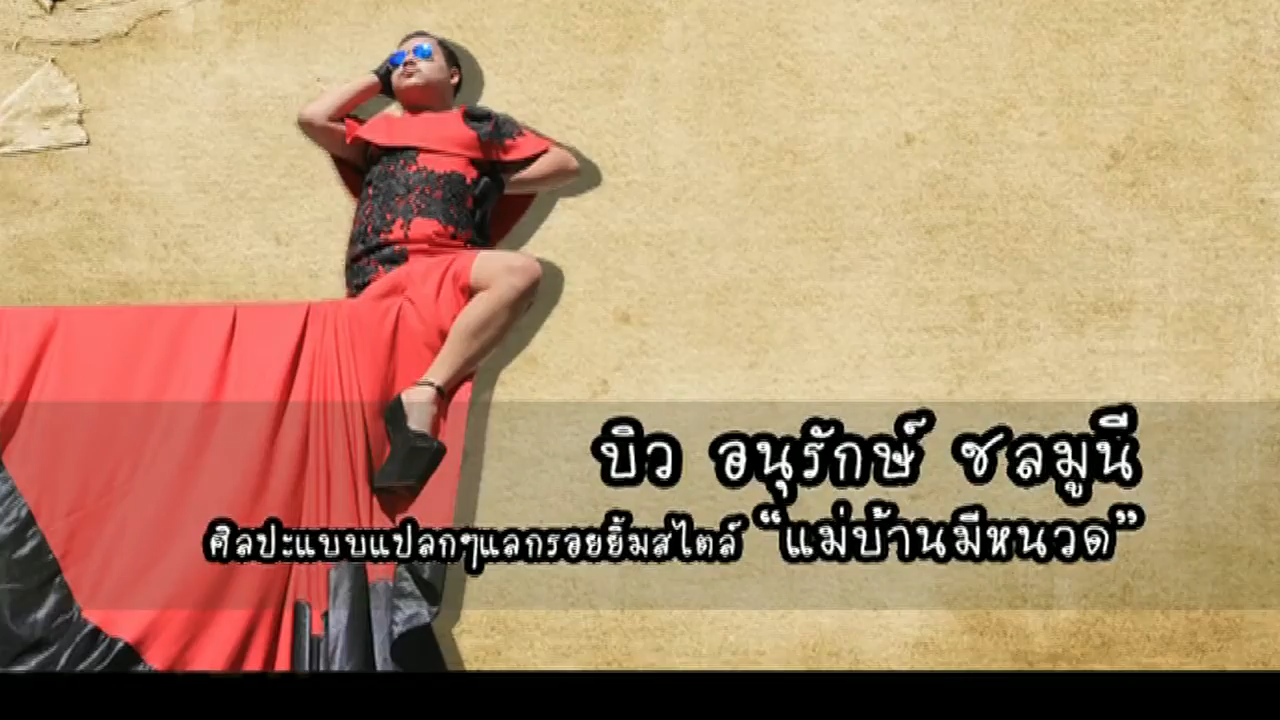 บิว อนุรักษ์ ชลมูนี
ศิลปะแบบแปลกๆแลกรอยยิ้มสไตล์ “แม่บ้านมีหนวด”